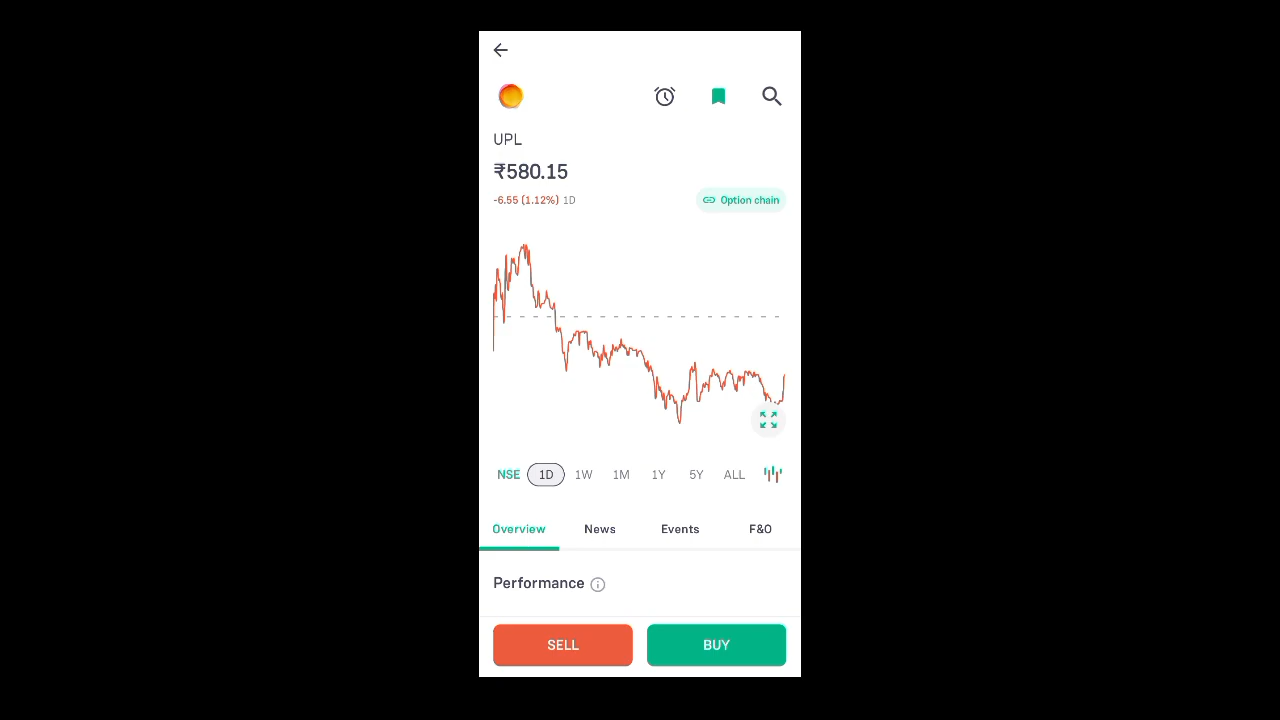 UPL
₹580.15
-6.55 (1.12%) 1D
Option chain
NSE 1D 1W 1M 1Y 5Y ALL
Overview News Events F&O
Performance
SELL BUY